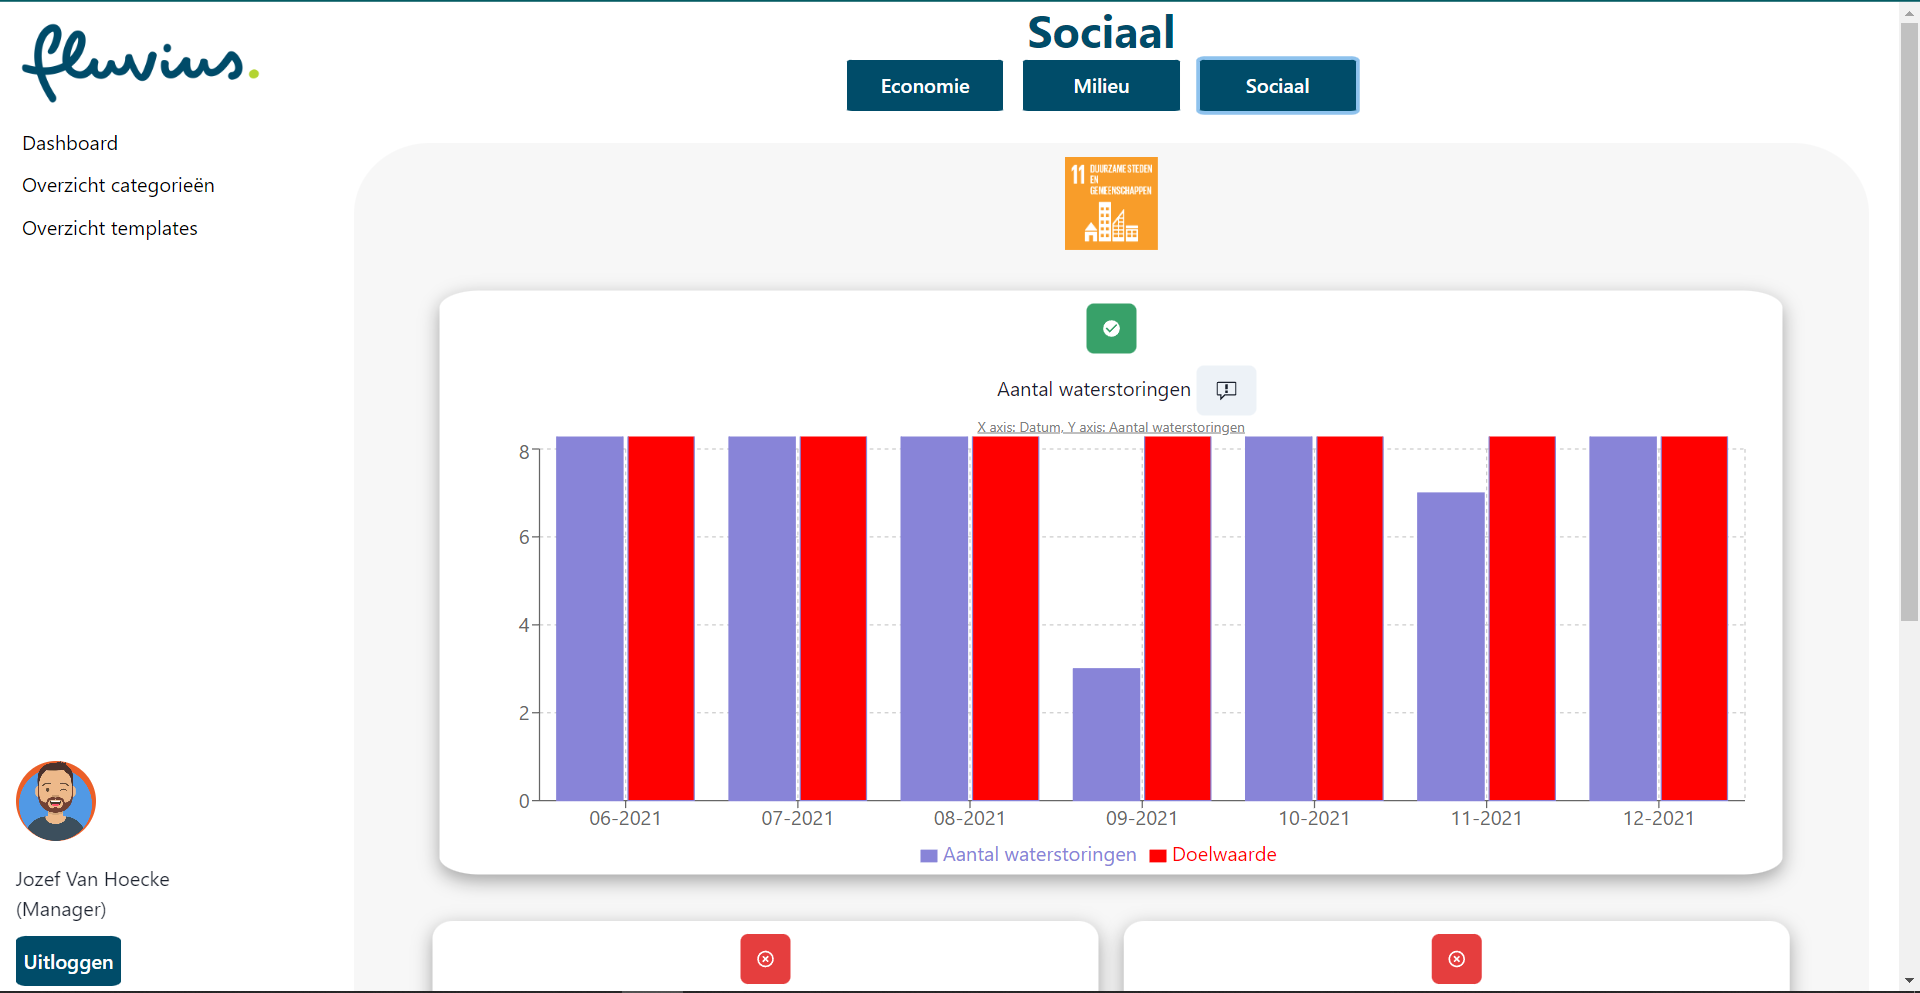 fluvius.
Dashboard
Overzicht categorieën
Overzicht templates
Jozef Van Hoecke
(Manager)
Uitloggen
Sociaal
Economie
Milieu
Sociaal
11 DUURZAME STEDEN
EN
GEMEENSCHAPPEN
Aantal waterstoringen
X axis: Datum, Y axis: Aantal waterstoringen
8
6
4
2
0
06-2021
07-2021
08-2021
09-2021
10-2021
11-2021
12-2021
Aantal waterstoringen
Doelwaarde